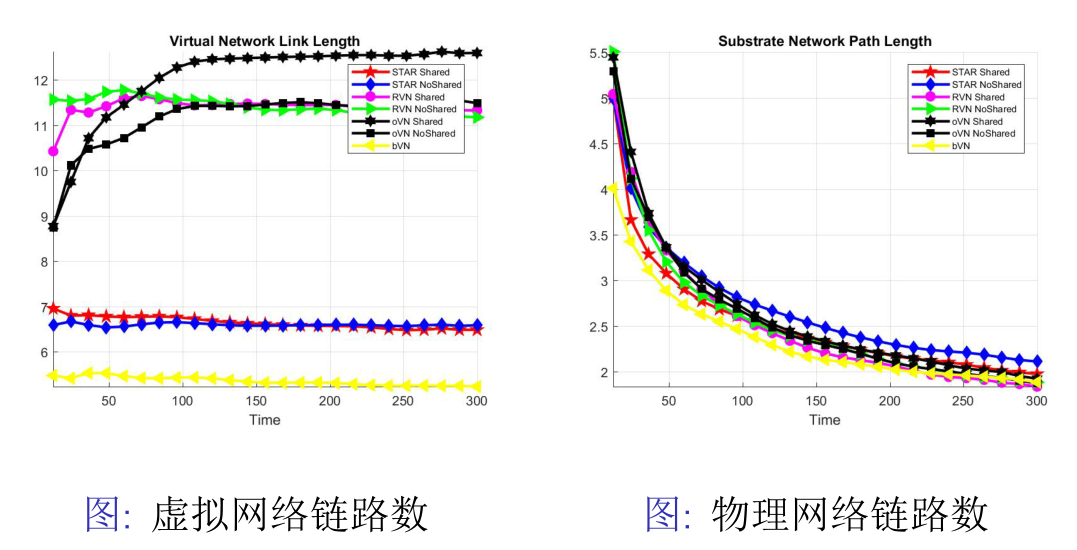 Virtual Network Link Length
12
11
10
9
8
7
6
50
100
150
200
250
300
Time
STAR Shared
STAR NoShared
RVN Shared
RVN NoShared
oVN Shared
oVN NoShared
bVN
图: 虚拟网络链路数
Substrate Network Path Length
5.5
5
4.5
4
3.5
3
2.5
2
50
100
150
200
250
300
Time
STAR Shared
STAR NoShared
RVN Shared
RVN NoShared
oVN Shared
oVN NoShared
bVN
图: 物理网络链路数